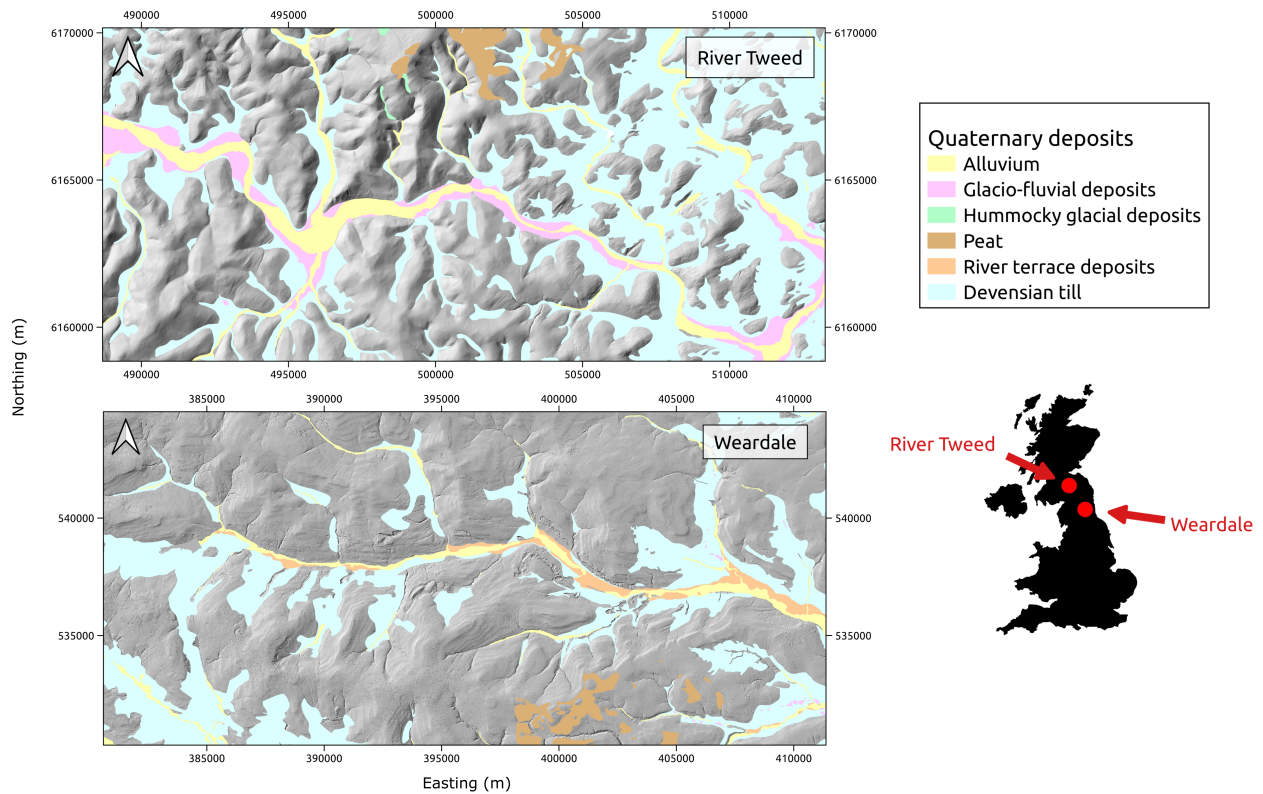 490000 495000 500000 505000 510000
6170000 6170000
River Tweed
6165000 6165000
6160000 6160000
490000 495000 500000 505000 510000
Quaternary deposits
Alluvium
Glacio-fluvial deposits
Hummocky glacial deposits
Peat
River terrace deposits
Devensian till
Northing (m)
385000 390000 395000 400000 405000 410000
Weardale
540000 540000
535000 535000
385000 390000 395000 400000 405000 410000
Easting (m)
River Tweed
Weardale